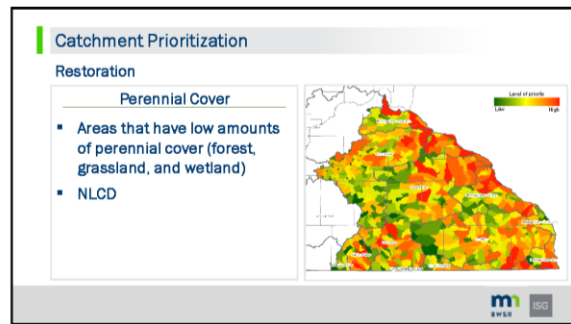 Catchment Prioritization
Restoration
Perennial Cover
Areas that have low amounts
of perennial cover (forest,
grassland, and wetland)
NLCD
Level of priority
Low
High
mn
BWSR
ISG